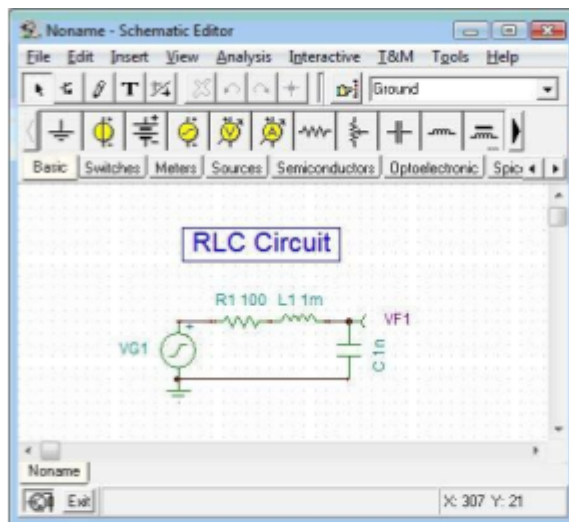 Noname - Schematic Editor
File Edit Insert View Analysis Interactive T&M Tools Help
T Ground
V A
Basic Switches Meters Sources Semiconductors Optoelectronic Spic
RLC Circuit
R1 100 L1 1m
VF1
VG1
C 1n
Noname
Exit X: 307 Y: 21